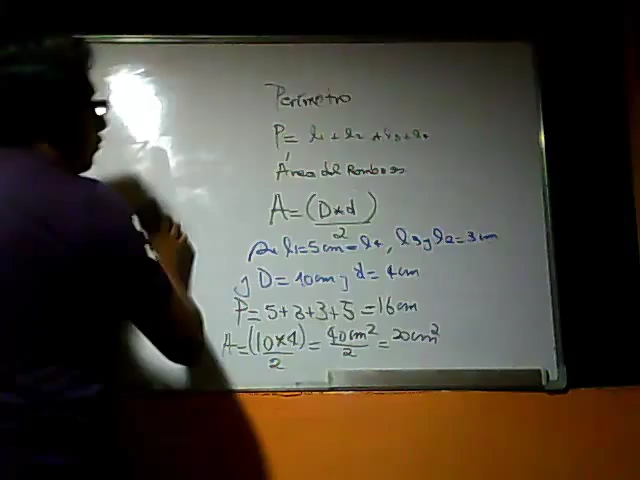 Perímetro
P= l1 + l2 + l3 + l4
Área del Romboes
A=(D*d)/2
si l1=5cm=l4, l3 y l2=3cm
y D=10cm y d=4cm
P=5+3+3+5=16cm
A=(10*4)/2=40cm²/2=20cm²